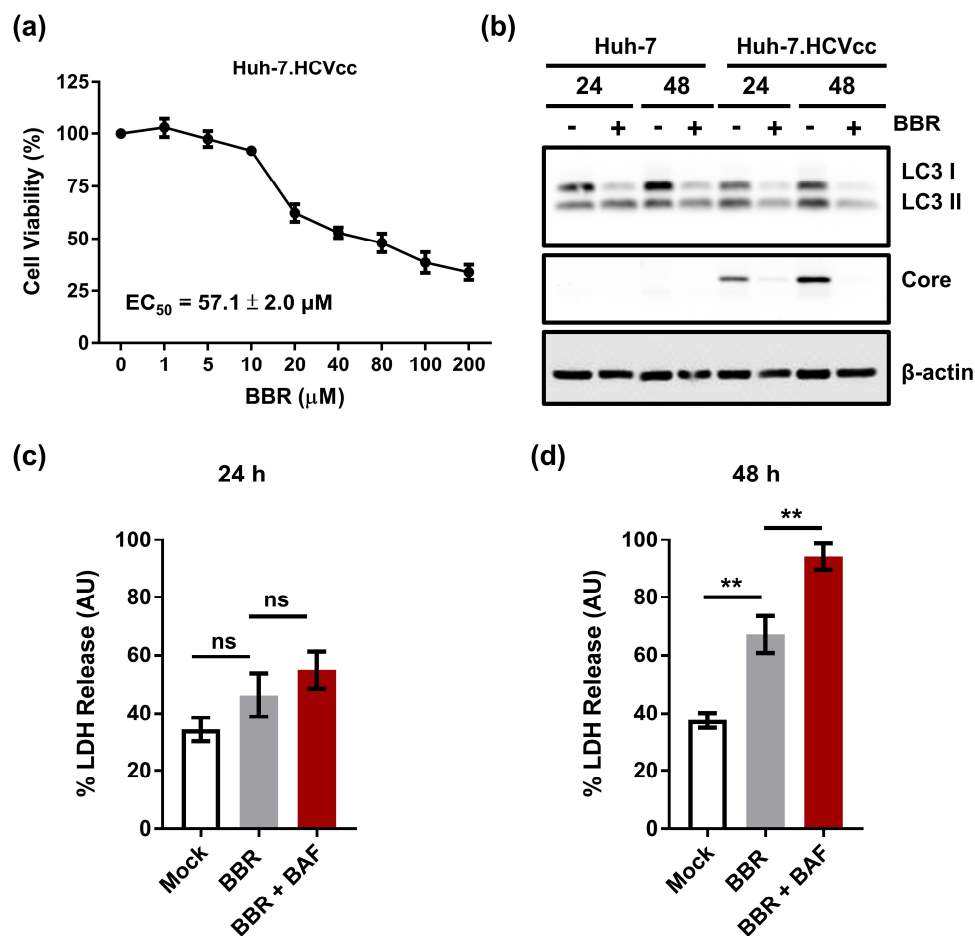 (a)
Huh-7.HCVcc
Cell Viability (%)
125
100
75
50
25
0
EC50 = 57.1 ± 2.0 µM
0 1 5 10 20 40 80 100 200
BBR (µM)
(b)
Huh-7 Huh-7.HCVcc
24 48 24 48
- + - + - + - + BBR
LC3 I
LC3 II
Core
β-actin
(c)
24 h
% LDH Release (AU)
100
80
60
40
20
0
ns
ns
Mock BBR BBR + BAF
(d)
48 h
% LDH Release (AU)
100
80
60
40
20
0
**
**
Mock BBR BBR + BAF